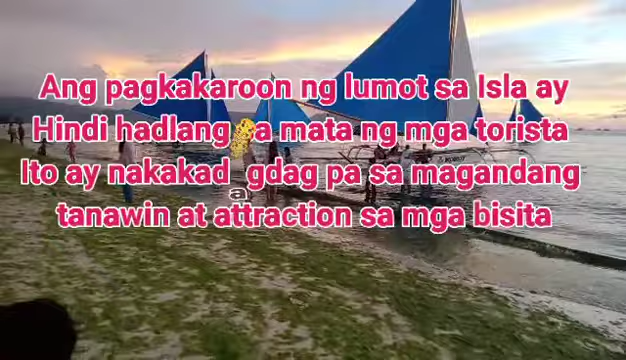 Ang pagkakaroon ng lumot sa Isla ay
Hindi hadlang a mata ng mga torista
Ito ay nakakad gdag pa sa magandang
a
tanawin at attraction sa mga bisita